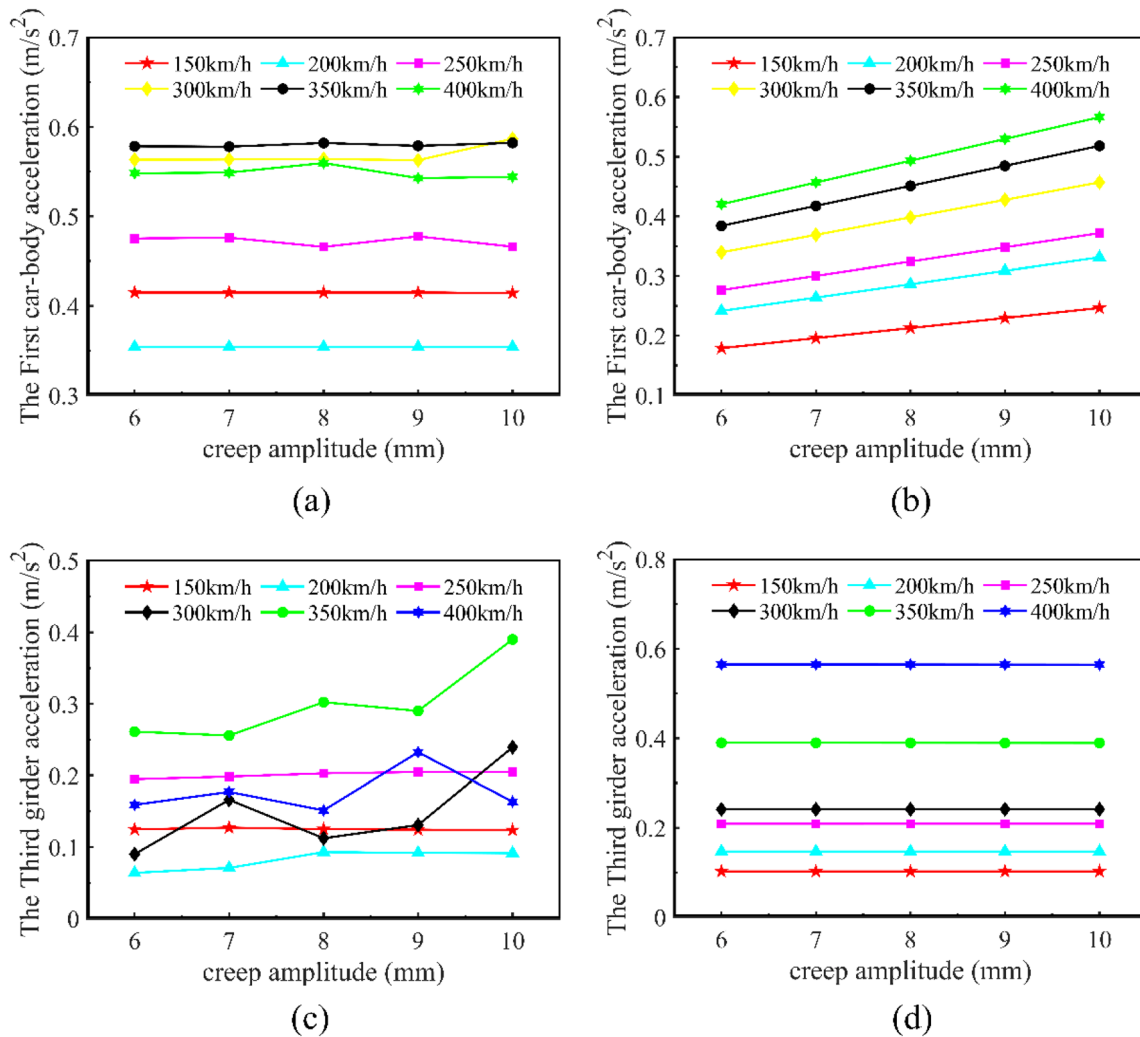 The First car-body acceleration (m/s²)
0.7
0.6
0.5
0.4
0.3
150km/h 200km/h 250km/h
300km/h 350km/h 400km/h
6 7 8 9 10
creep amplitude (mm)
(a)
The First car-body acceleration (m/s²)
0.7
0.6
0.5
0.4
0.3
0.2
0.1
150km/h 200km/h 250km/h
300km/h 350km/h 400km/h
6 7 8 9 10
creep amplitude (mm)
(b)
The Third girder acceleration (m/s²)
0.5
0.4
0.3
0.2
0.1
0
150km/h 200km/h 250km/h
300km/h 350km/h 400km/h
6 7 8 9 10
creep amplitude (mm)
(c)
The Third girder acceleration (m/s²)
0.8
0.6
0.4
0.2
0
150km/h 200km/h 250km/h
300km/h 350km/h 400km/h
6 7 8 9 10
creep amplitude (mm)
(d)